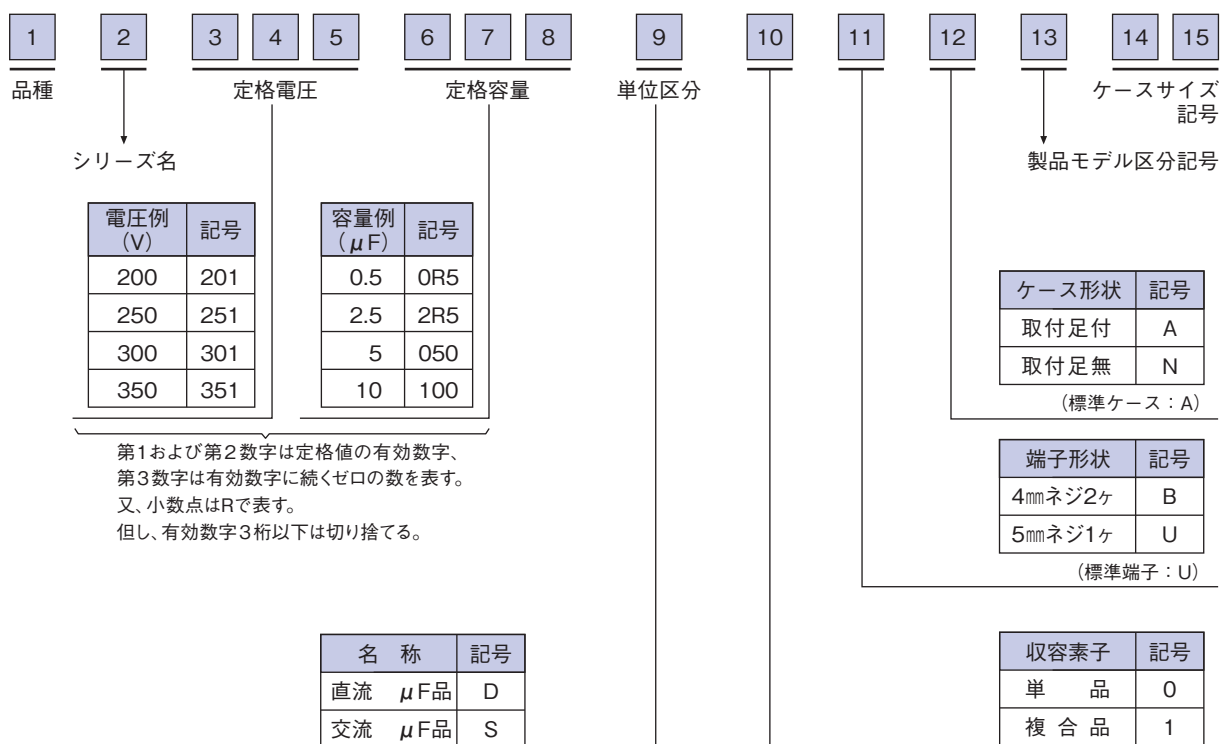 1 2 3 4 5 6 7 8 9 10 11 12 13 14 15
品種 定格電圧 定格容量 単位区分 ケースサイズ
記号
シリーズ名 製品モデル区分記号
電圧例
(V) 記号
200 201
250 251
300 301
350 351
容量例
(μF) 記号
0.5 0R5
2.5 2R5
5 050
10 100
第1および第2数字は定格値の有効数字、
第3数字は有効数字に続くゼロの数を表す。
又、小数点はRで表す。
但し、有効数字3桁以下は切り捨てる。
ケース形状 記号
取付足付 A
取付足無 N
(標準ケース:A)
端子形状 記号
4㎜ネジ2ヶ B
5㎜ネジ1ヶ U
(標準端子:U)
名 称 記号
直流 μF品 D
交流 μF品 S
収容素子 記号
単 品 0
複合品 1